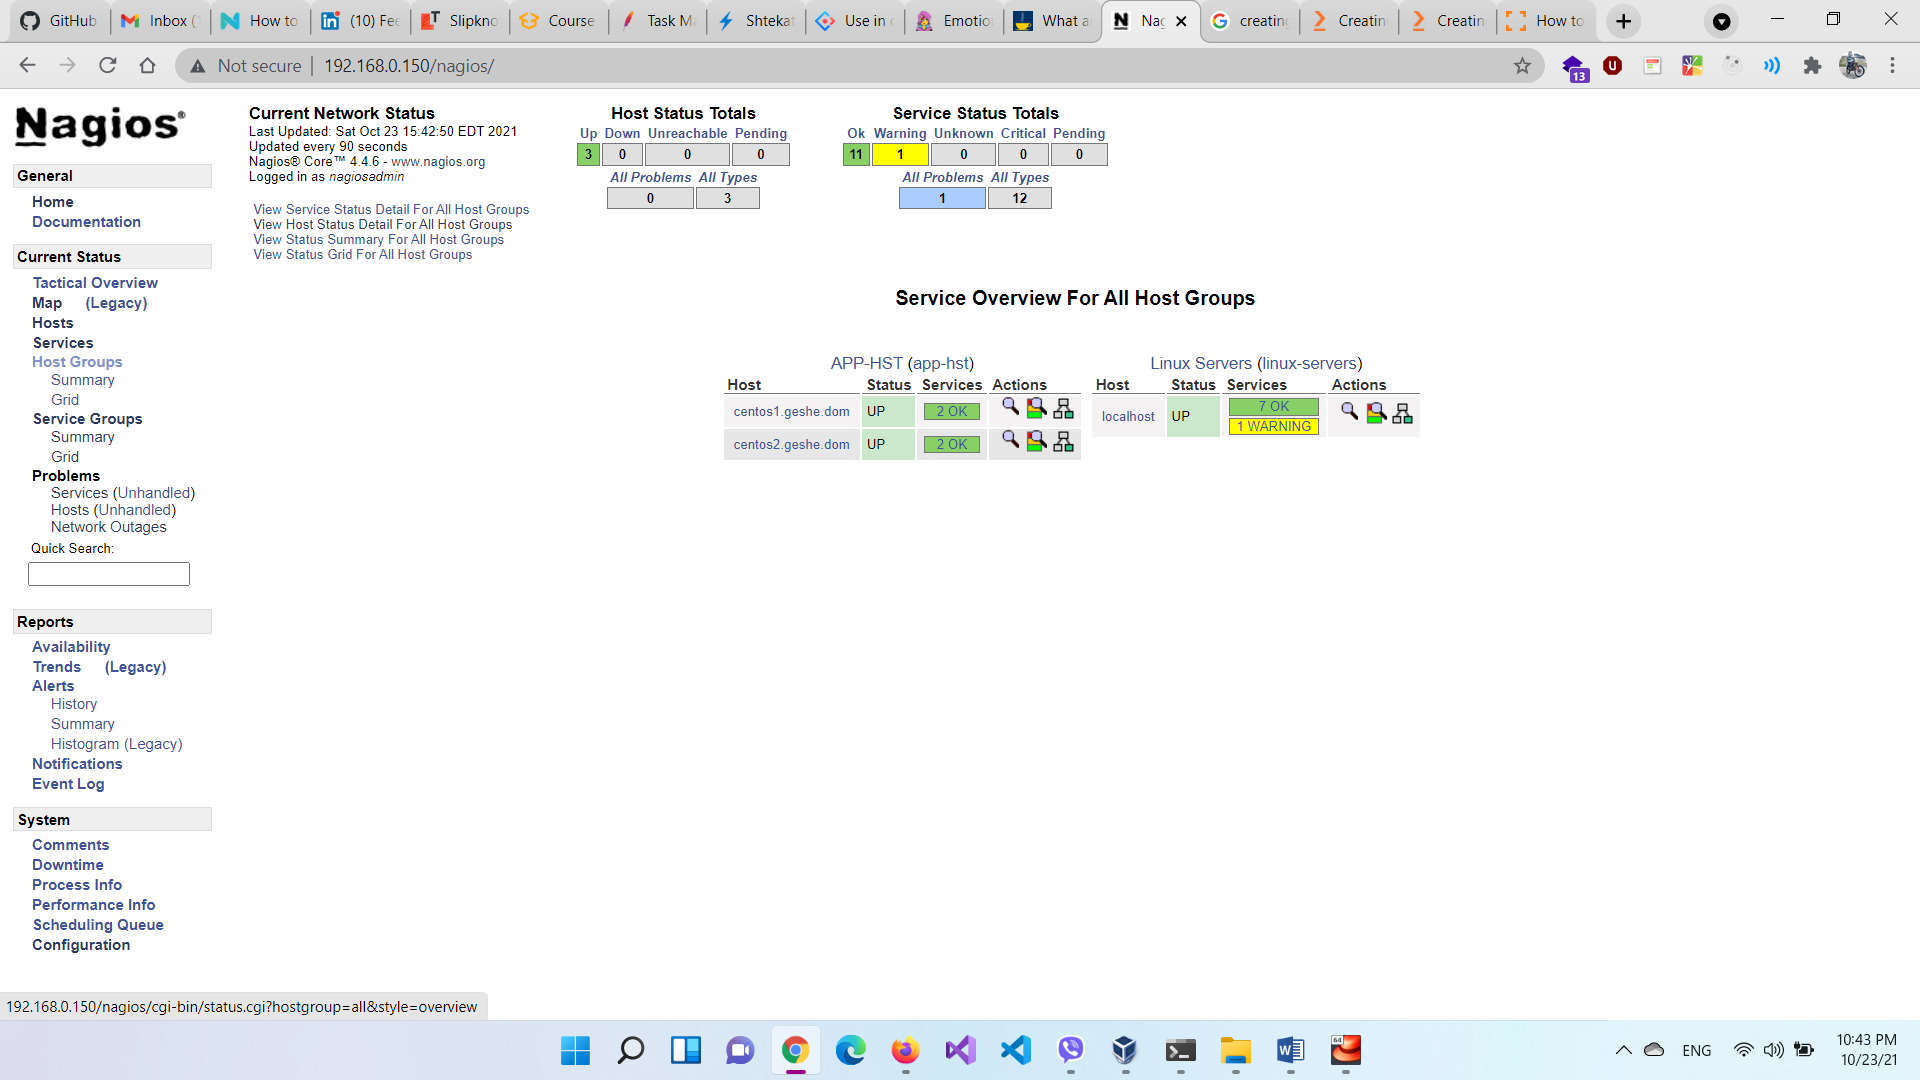 GitHub
Inbox (
How to
(10) Fee
Slipkno
Course
Task Ma
Shtekat
Use in c
Emotio
What a
Nag
creating
Creatin
Creatin
How to
Not secure
192.168.0.150/nagios/
13
Nagios®
General
Home
Documentation
Current Status
Tactical Overview
Map (Legacy)
Hosts
Services
Host Groups
Summary
Grid
Service Groups
Summary
Grid
Problems
Services (Unhandled)
Hosts (Unhandled)
Network Outages
Quick Search:
Reports
Availability
Trends (Legacy)
Alerts
History
Summary
Histogram (Legacy)
Notifications
Event Log
System
Comments
Downtime
Process Info
Performance Info
Scheduling Queue
Configuration
Current Network Status
Last Updated: Sat Oct 23 15:42:50 EDT 2021
Updated every 90 seconds
Nagios® Core™ 4.4.6 - www.nagios.org
Logged in as nagiosadmin
View Service Status Detail For All Host Groups
View Host Status Detail For All Host Groups
View Status Summary For All Host Groups
View Status Grid For All Host Groups
Host Status Totals
Up Down Unreachable Pending
3 0 0 0
All Problems All Types
0 3
Service Status Totals
Ok Warning Unknown Critical Pending
11 1 0 0 0
All Problems All Types
1 12
Service Overview For All Host Groups
APP-HST (app-hst)
Host Status Services Actions
centos1.geshe.dom UP 2 OK
centos2.geshe.dom UP 2 OK
Linux Servers (linux-servers)
Host Status Services Actions
localhost UP 7 OK
1 WARNING
192.168.0.150/nagios/cgi-bin/status.cgi?hostgroup=all&style=overview
64
ENG
10:43 PM
10/23/21